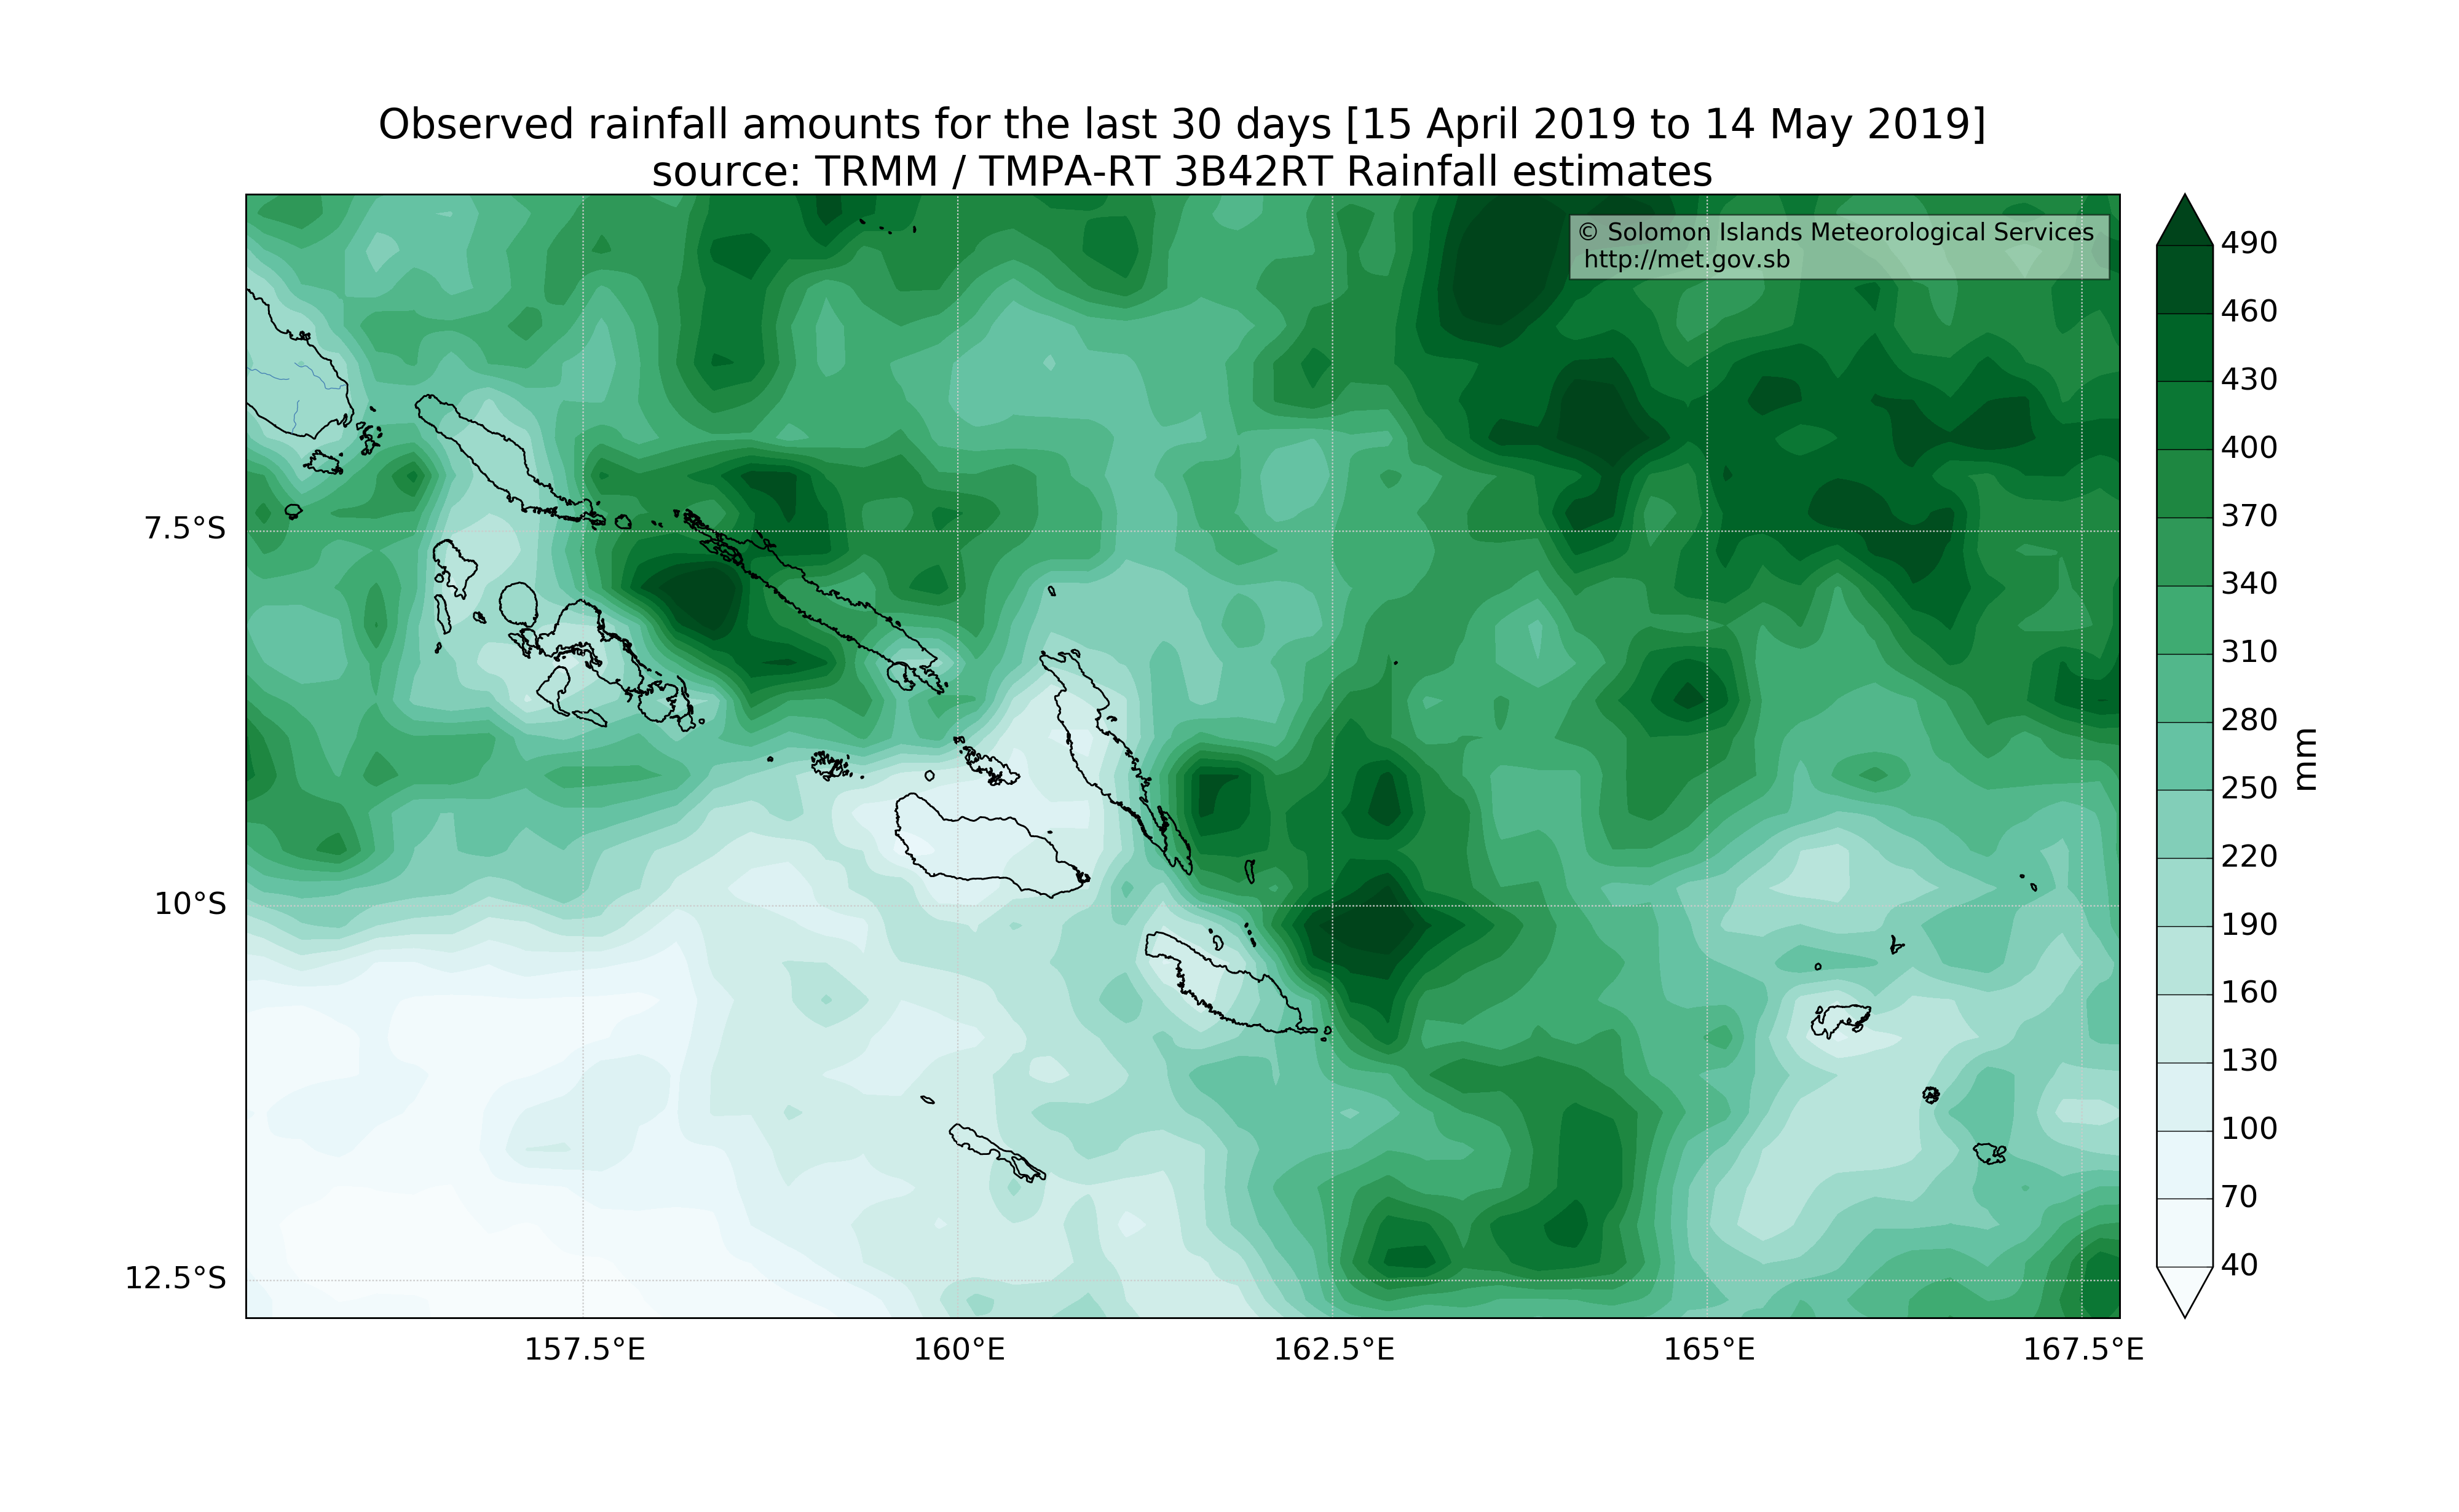 Observed rainfall amounts for the last 30 days [15 April 2019 to 14 May 2019]
source: TRMM / TMPA-RT 3B42RT Rainfall estimates
© Solomon Islands Meteorological Services
http://met.gov.sb
7.5°S
10°S
12.5°S
157.5°E
160°E
162.5°E
165°E
167.5°E
490
460
430
400
370
340
310
280
250
220
190
160
130
100
70
40
mm